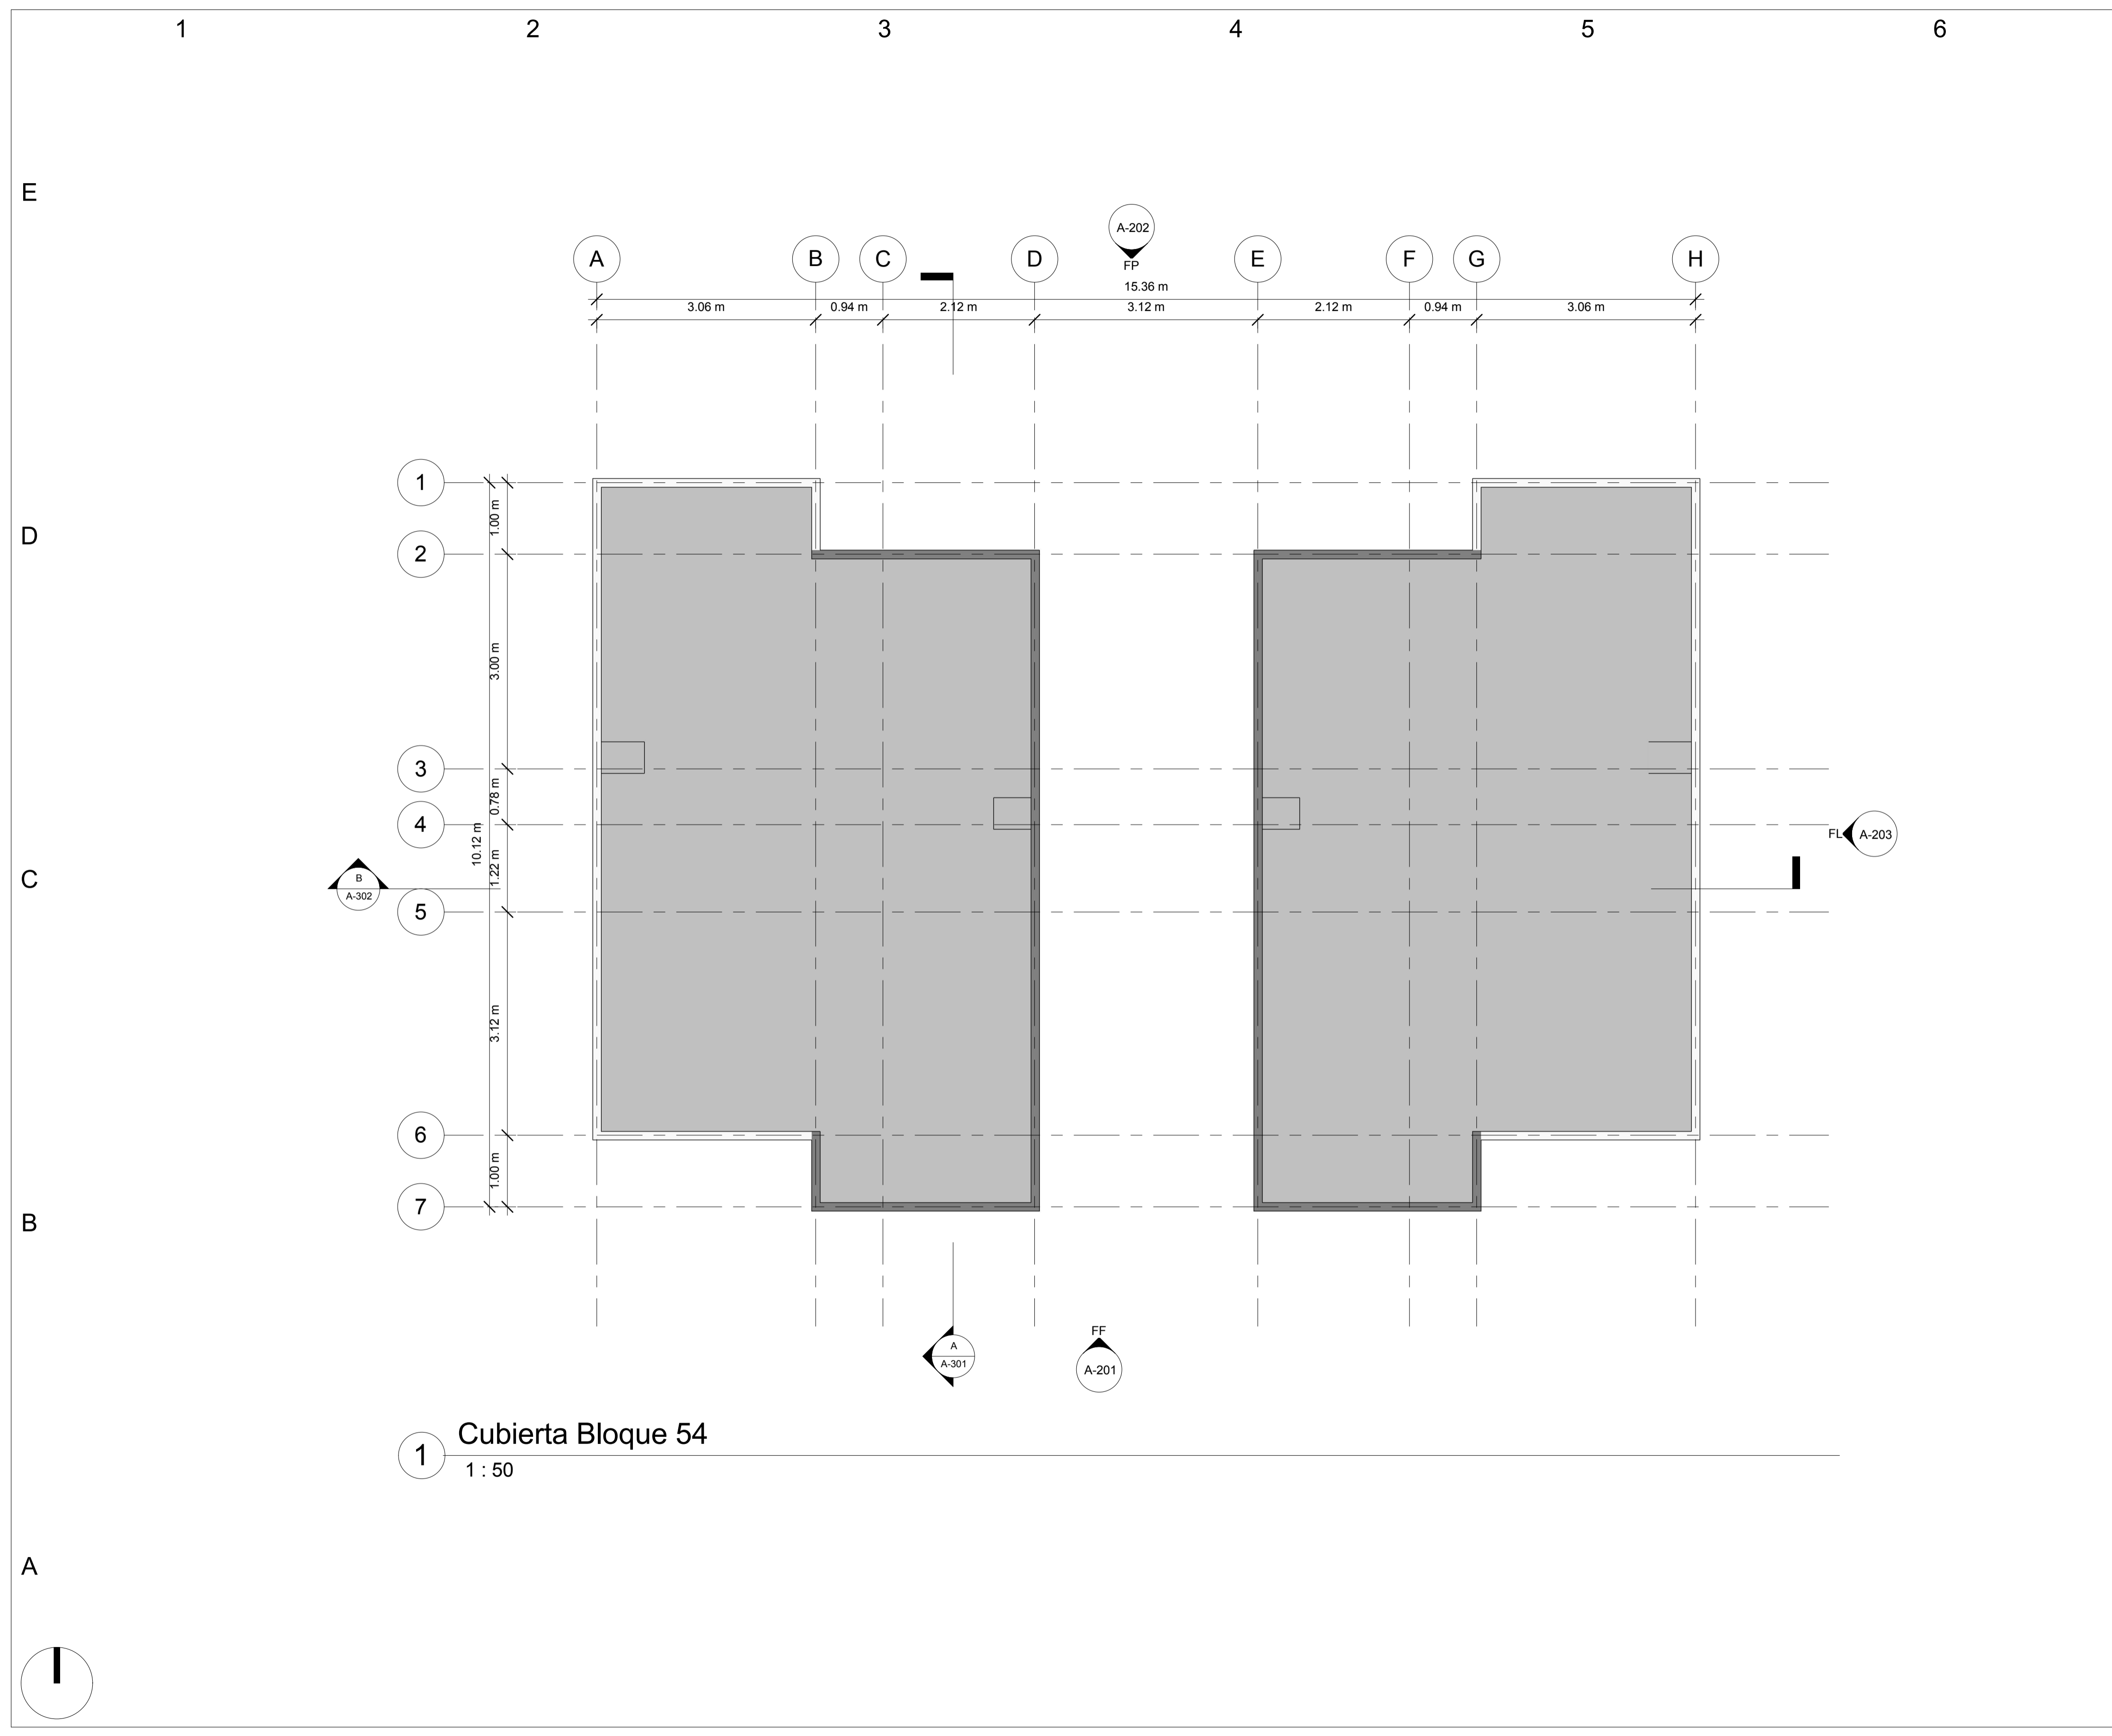 1 2 3 4 5 6
E
A-202
A B C D E F G H
FP
15.36 m
3.06 m 0.94 m 2.12 m 3.12 m 2.12 m 0.94 m 3.06 m
1
1.00 m
D
2
3.00 m
3
0.78 m
4
10.12 m
FL A-203
1.22 m
C
B
A-302
5
3.12 m
6
1.00 m
7
B
FF
A
A-301
A-201
Cubierta Bloque 54
1
1 : 50
A